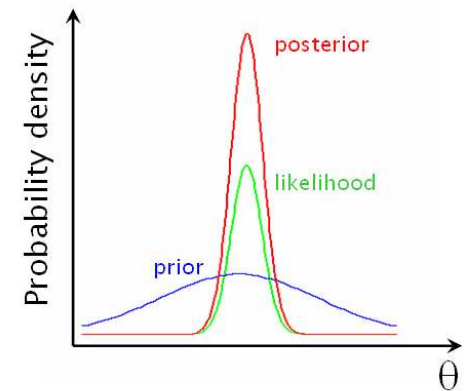 Probability density
posterior
likelihood
prior
θ